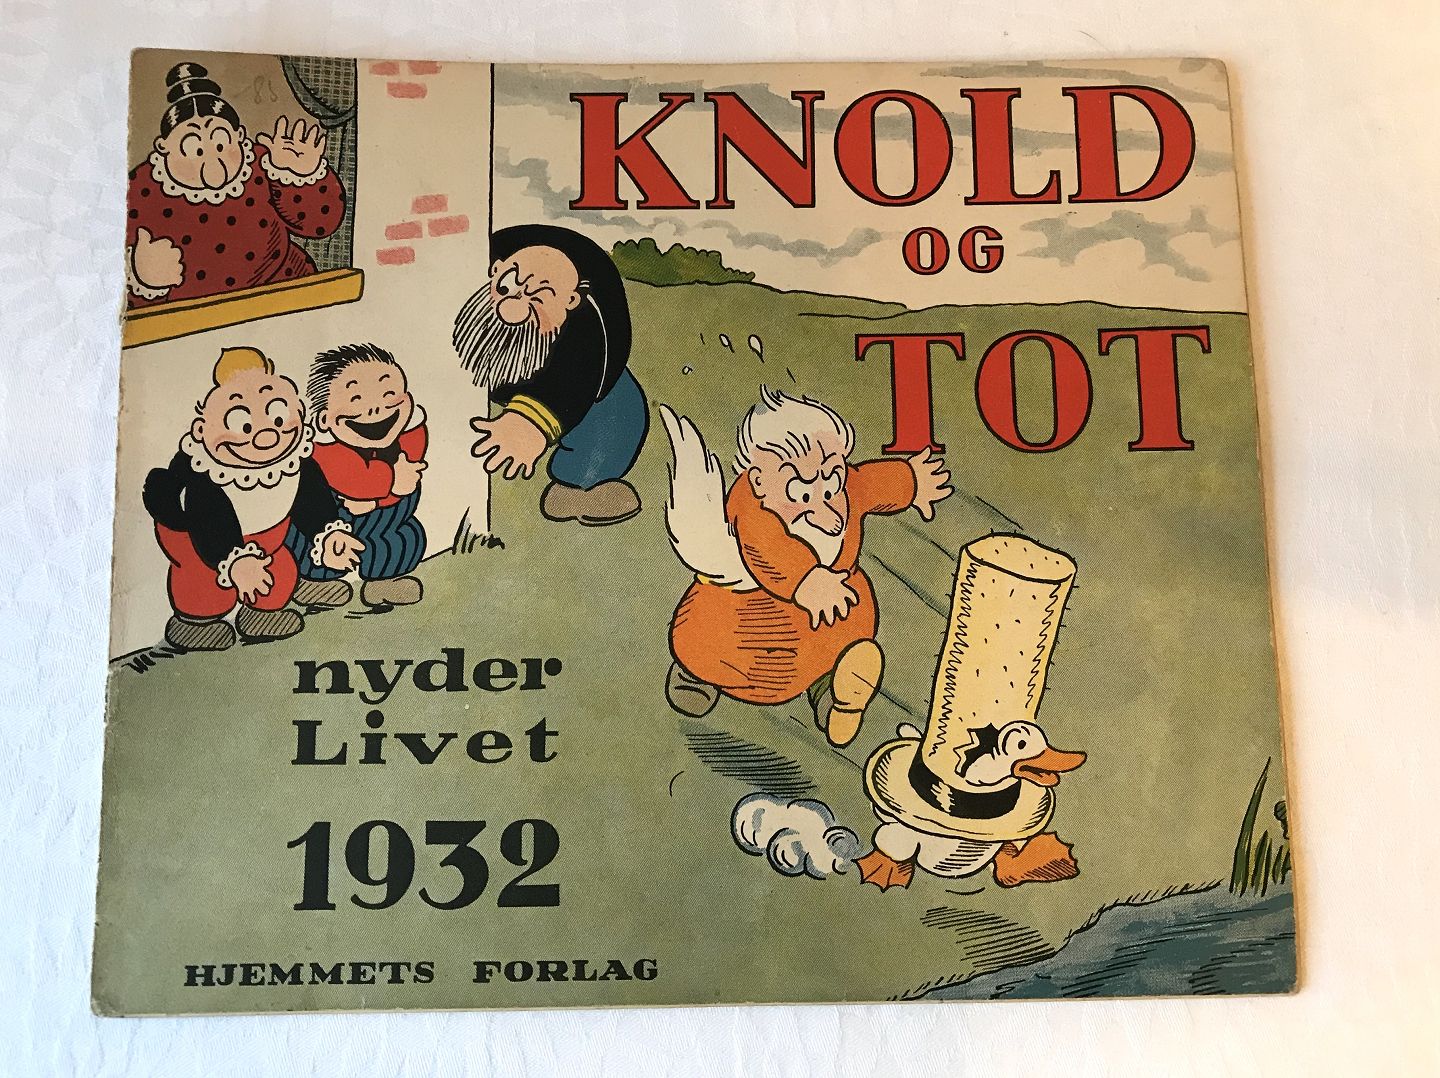 KNOLD
OG
TOT
nyder
Livet
1932
HJEMMETS FORLAG